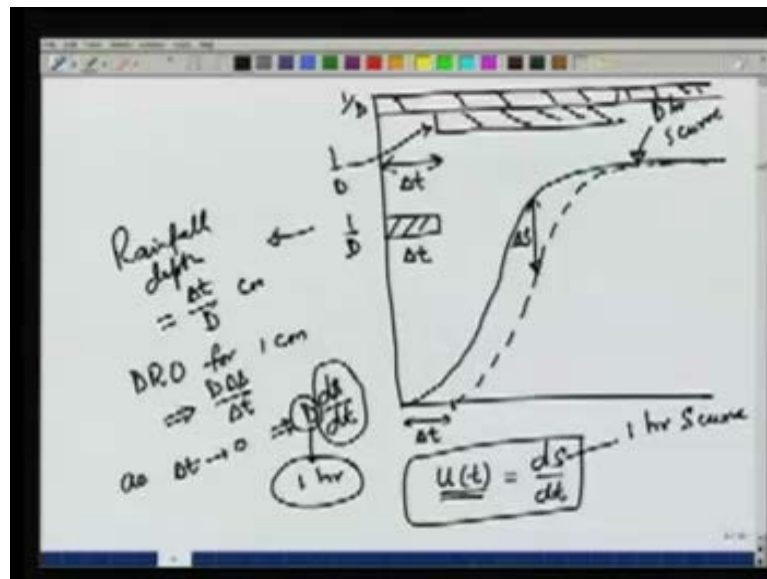 1/D
D hr
S curve
1/D
Δt
Rainfall
depth
= Δt/D cm
1/D
Δt
ΔS
DRO for 1 cm
⇒ DΔS/Δt
as Δt → 0 ⇒ D ds/dt
1 hr
Δt
u(t) = ds/dt
1 hr S curve